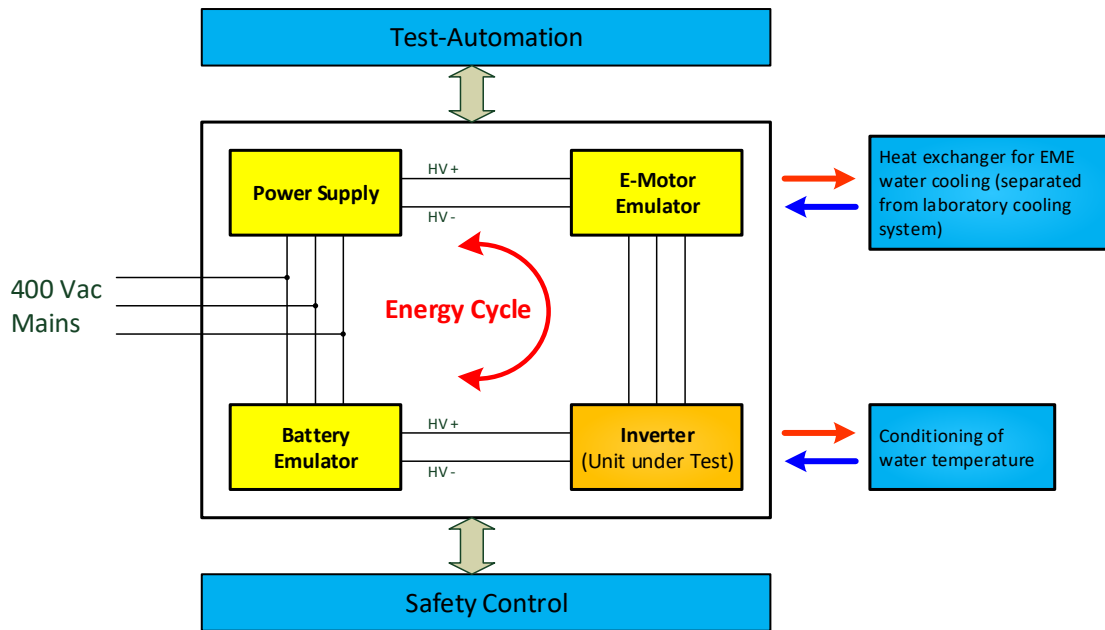 Test-Automation
Power Supply
HV +
HV -
E-Motor
Emulator
Heat exchanger for EME
water cooling (separated
from laboratory cooling
system)
400 Vac
Mains
Energy Cycle
Battery
Emulator
HV +
HV -
Inverter
(Unit under Test)
Conditioning of
water temperature
Safety Control